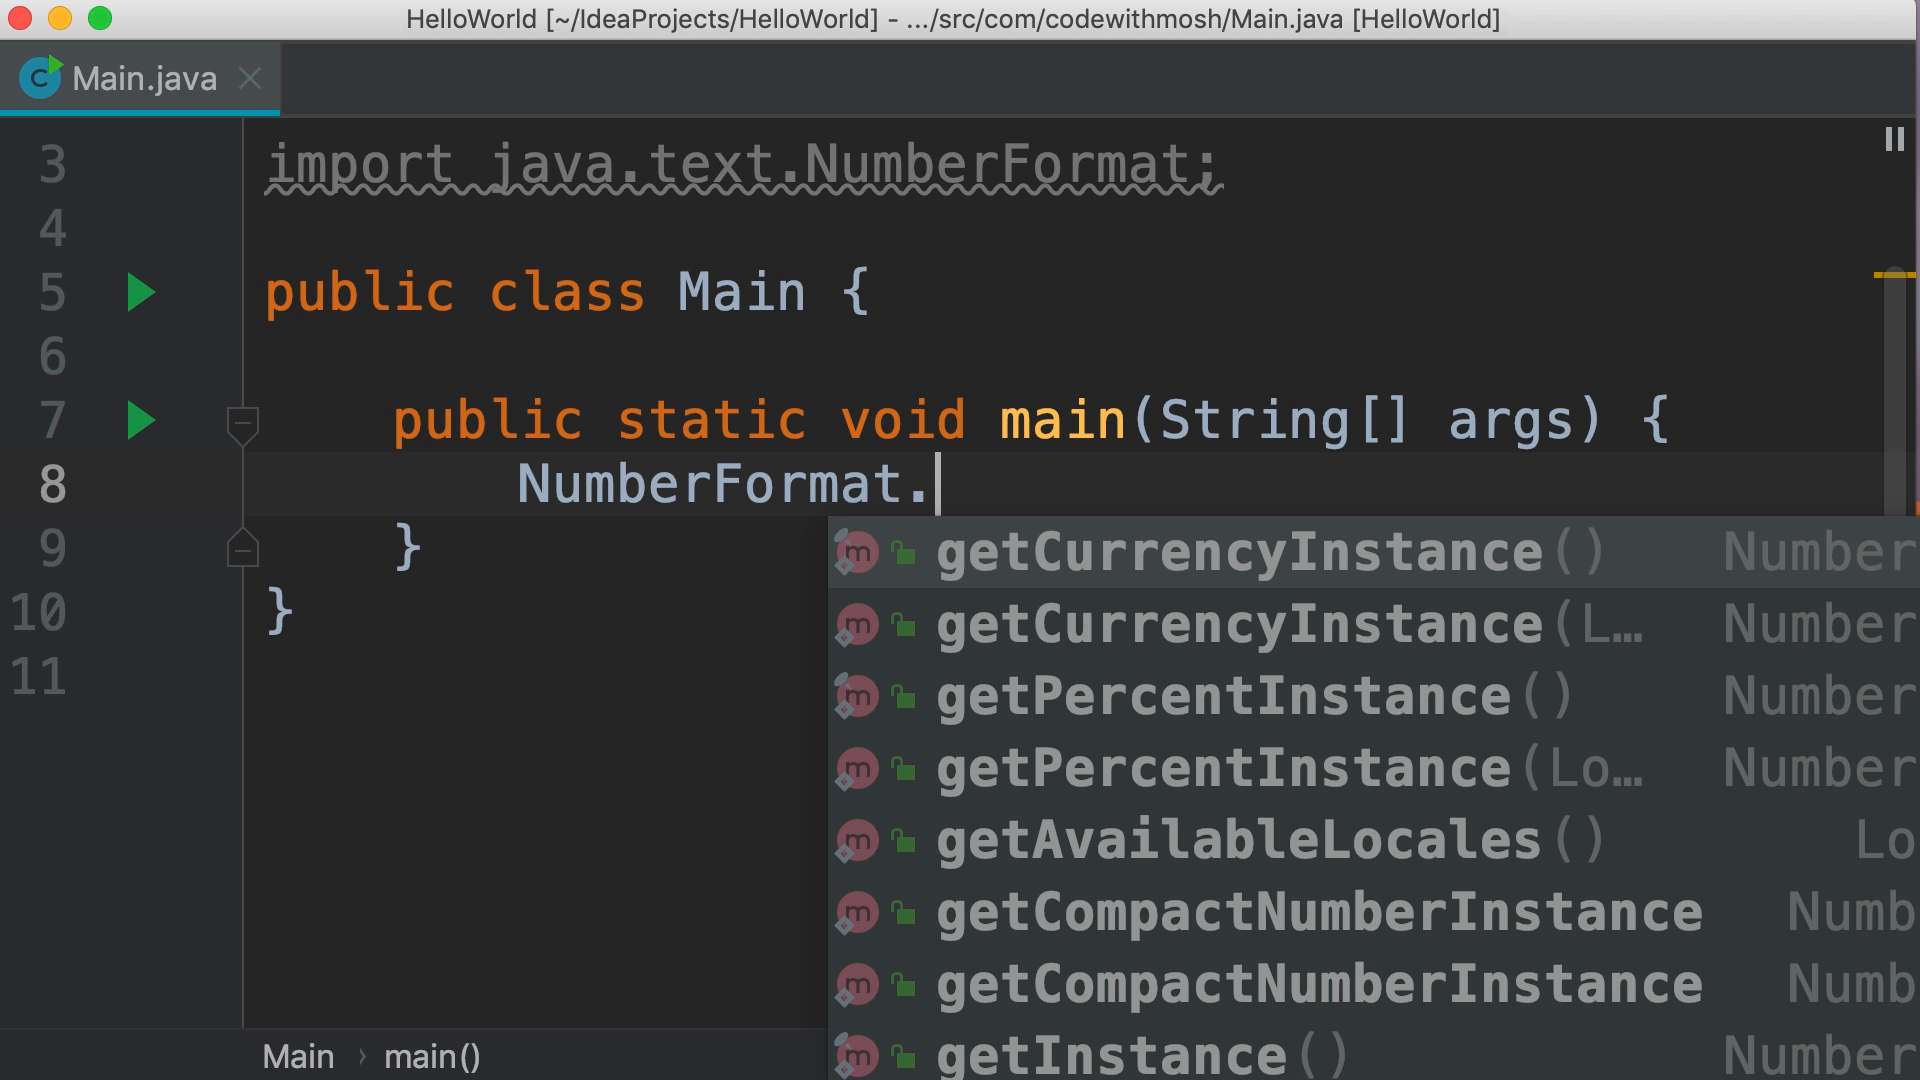 HelloWorld [~/IdeaProjects/HelloWorld] - .../src/com/codewithmosh/Main.java [HelloWorld]
C Main.java
3 import java.text.NumberFormat;
4
5 public class Main {
6
7 public static void main(String[] args) {
8 NumberFormat.
9 }
10 }
11
m getCurrencyInstance() Number
m getCurrencyInstance(L… Number
m getPercentInstance() Number
m getPercentInstance(Lo… Number
m getAvailableLocales() Lo
m getCompactNumberInstance Numb
m getCompactNumberInstance Numb
m getInstance() Number
Main › main()